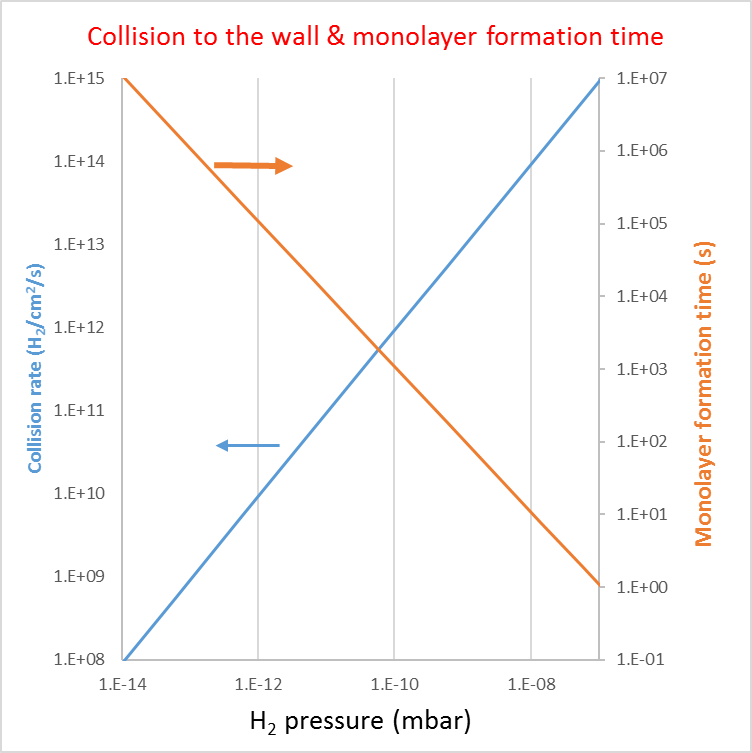 Collision to the wall & monolayer formation time
Collision rate (H₂/cm²/s)
1.E+15
1.E+14
1.E+13
1.E+12
1.E+11
1.E+10
1.E+09
1.E+08
1.E+07
1.E+06
1.E+05
1.E+04
1.E+03
1.E+02
1.E+01
1.E+00
1.E-01
Monolayer formation time (s)
1.E-14 1.E-12 1.E-10 1.E-08
H₂ pressure (mbar)